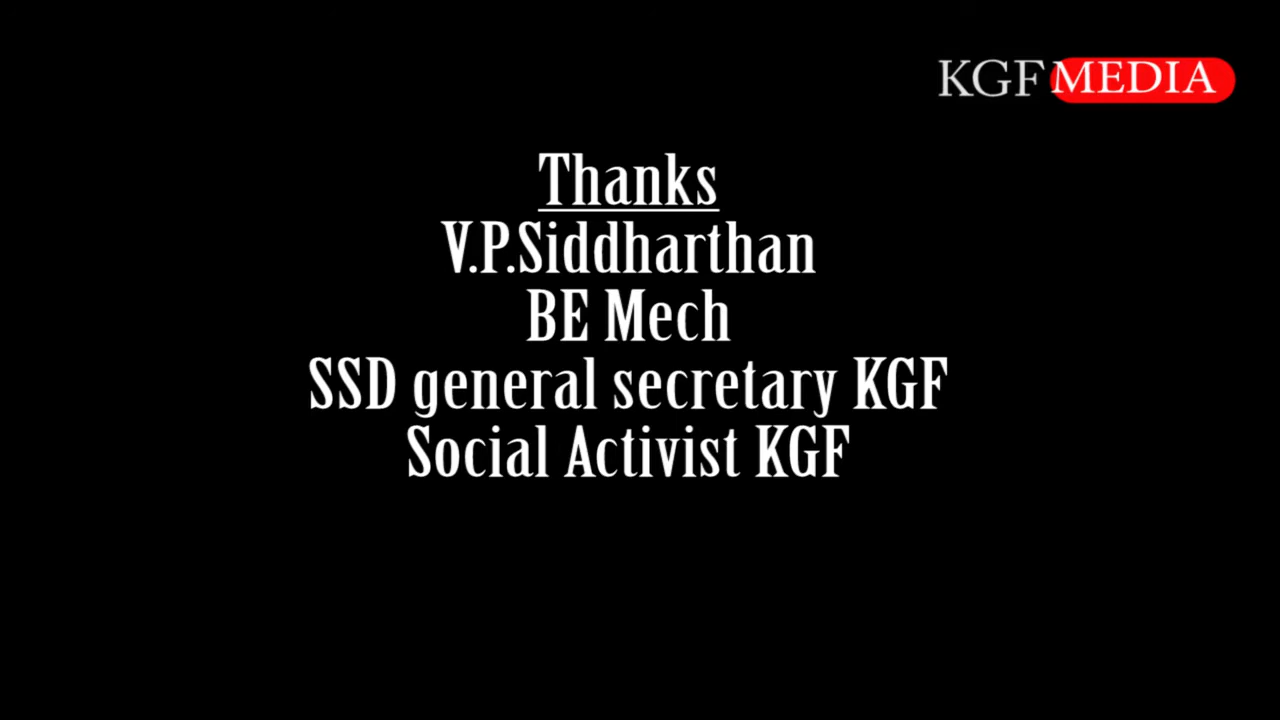 KGF MEDIA
Thanks
V.P.Siddharthan
BE Mech
SSD general secretary KGF
Social Activist KGF